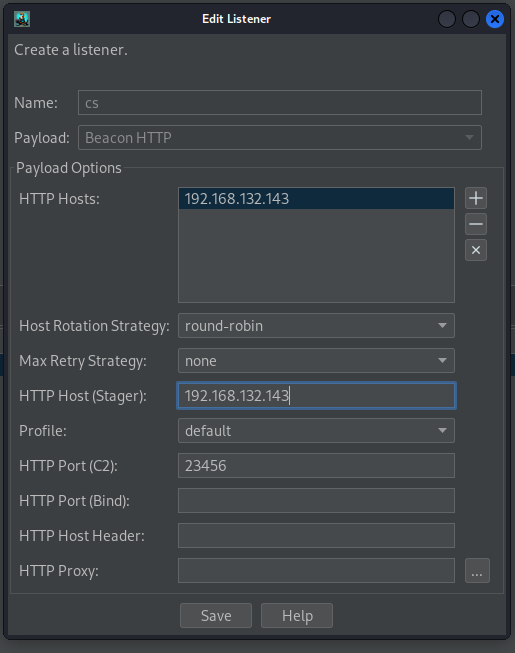 Edit Listener
Create a listener.
Name: cs
Payload: Beacon HTTP
Payload Options
HTTP Hosts: 192.168.132.143
Host Rotation Strategy: round-robin
Max Retry Strategy: none
HTTP Host (Stager): 192.168.132.143
Profile: default
HTTP Port (C2): 23456
HTTP Port (Bind):
HTTP Host Header:
HTTP Proxy: ...
Save Help